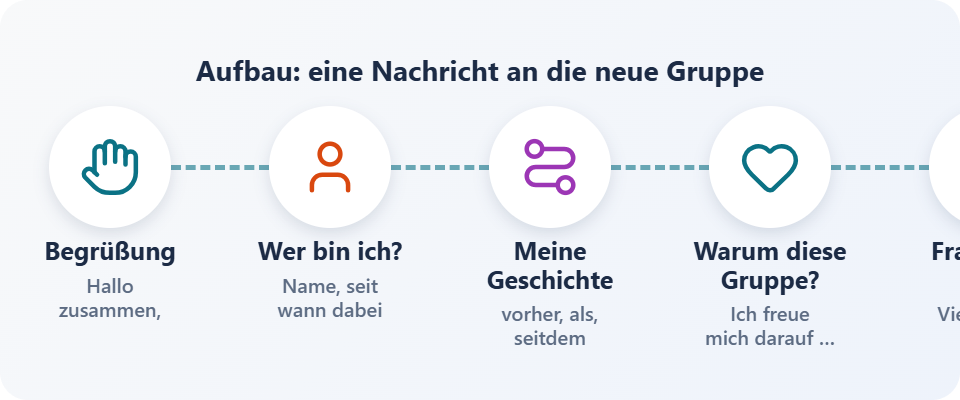 Aufbau: eine Nachricht an die neue Gruppe
Begrüßung
Hallo
zusammen,
Wer bin ich?
Name, seit
wann dabei
Meine
Geschichte
vorher, als,
seitdem
Warum diese
Gruppe?
Ich freue
mich darauf ...